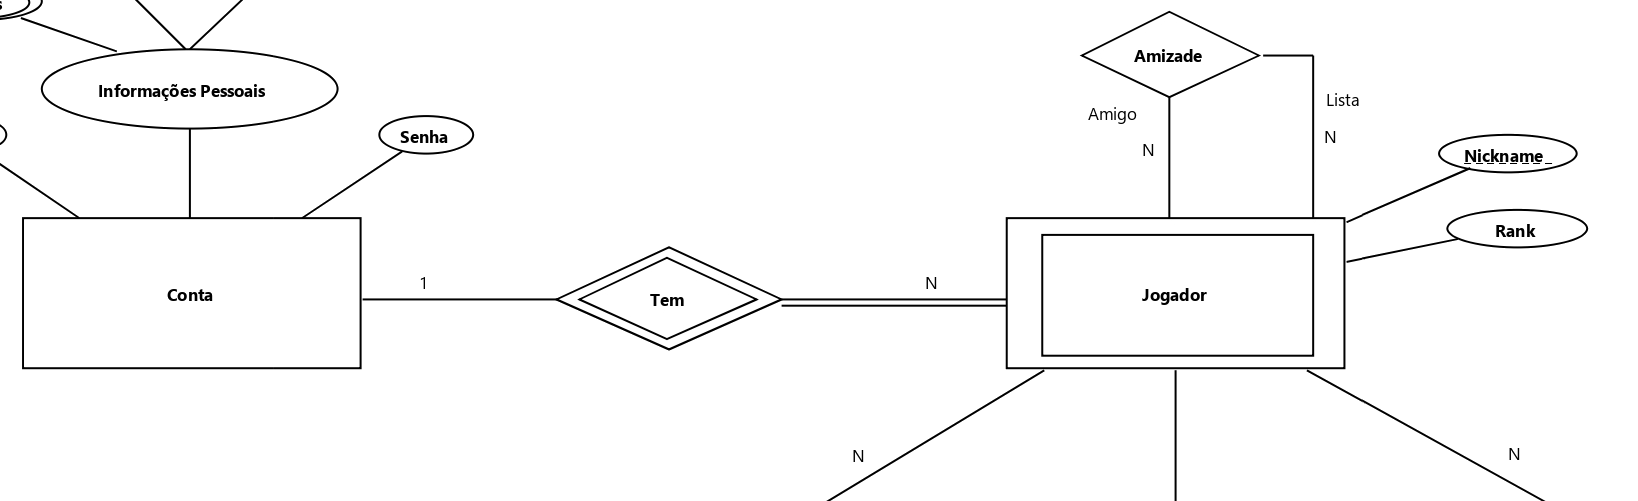 Amizade
Informações Pessoais
Lista
Amigo
Senha
N
N
Nickname
Rank
1
N
Conta
Tem
Jogador
N
N